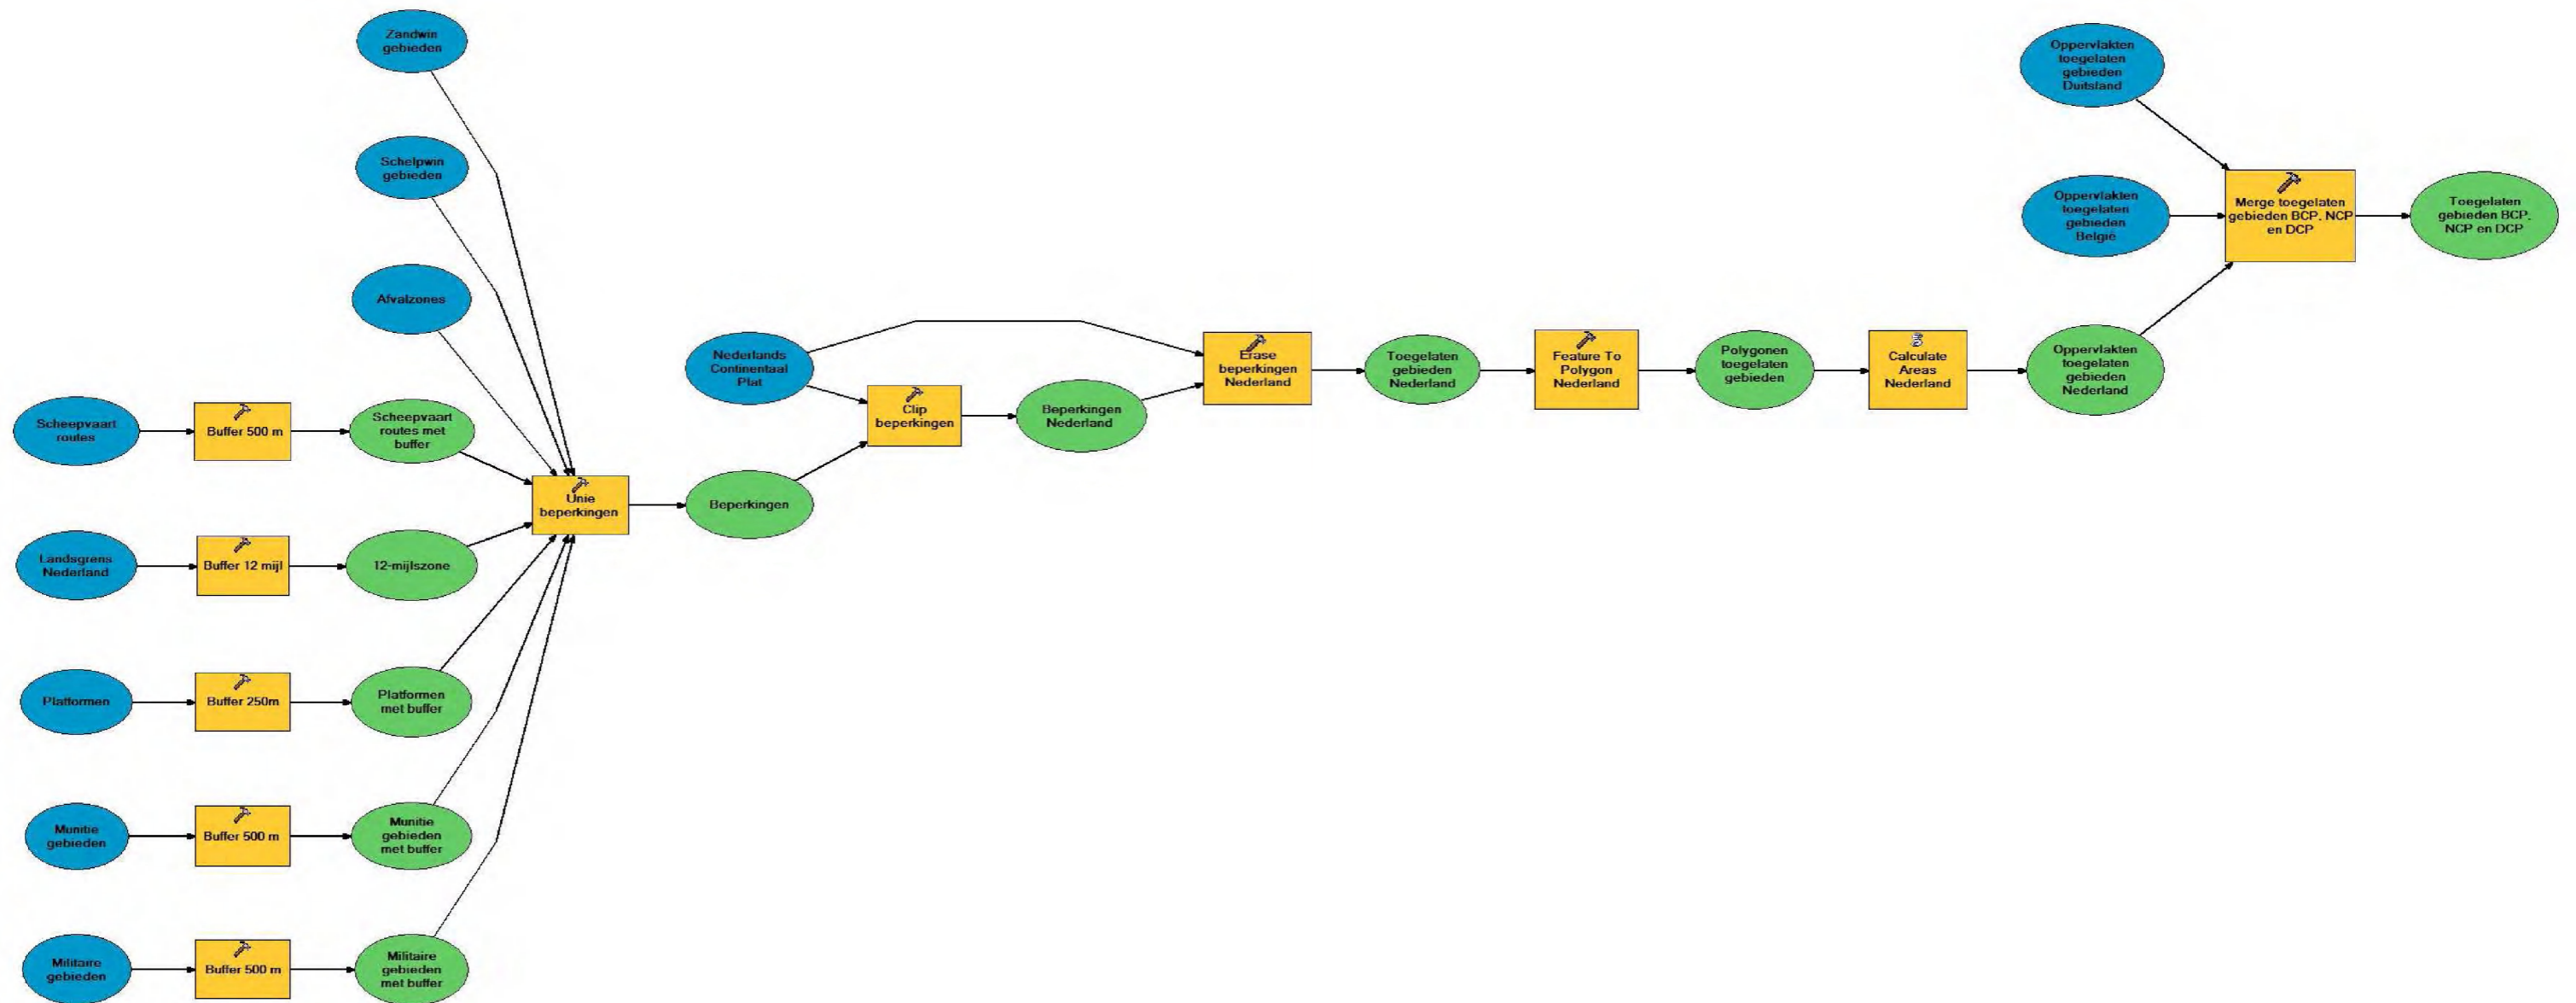 Zandwin
gebieden
Schelpwin
gebieden
Afvalzones
Scheepvaart
routes
Buffer 500 m
Scheepvaart
routes met
buffer
Landsgrens
Nederland
Buffer 12 mijl
12-mijlszone
Platformen
Buffer 250m
Platformen
met buffer
Munitie
gebieden
Buffer 500 m
Munitie
gebieden
met buffer
Militaire
gebieden
Buffer 500 m
Militaire
gebieden
met buffer
Unie
beperkingen
Beperkingen
Nederlands
Continentaal
Plat
Clip
beperkingen
Beperkingen
Nederland
Erase
beperkingen
Nederland
Toegelaten
gebieden
Nederland
Feature To
Polygon
Nederland
Polygonen
toegelaten
gebieden
Calculate
Areas
Nederland
Oppervlakten
toegelaten
gebieden
Nederland
Oppervlakten
toegelaten
gebieden
Duitsland
Oppervlakten
toegelaten
gebieden
België
Merge toegelaten
gebieden BCP, NCP
en DCP
Toegelaten
gebieden BCP,
NCP en DCP